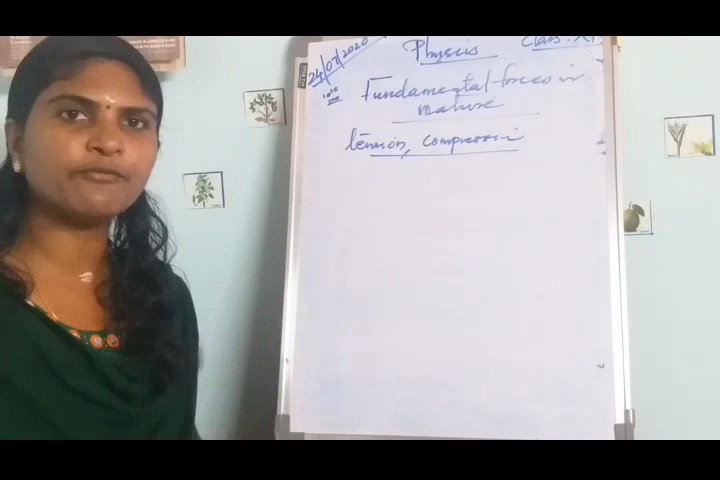 24/07/2020 Physics Class: XI
Fundamental forces in
nature
tension, compression